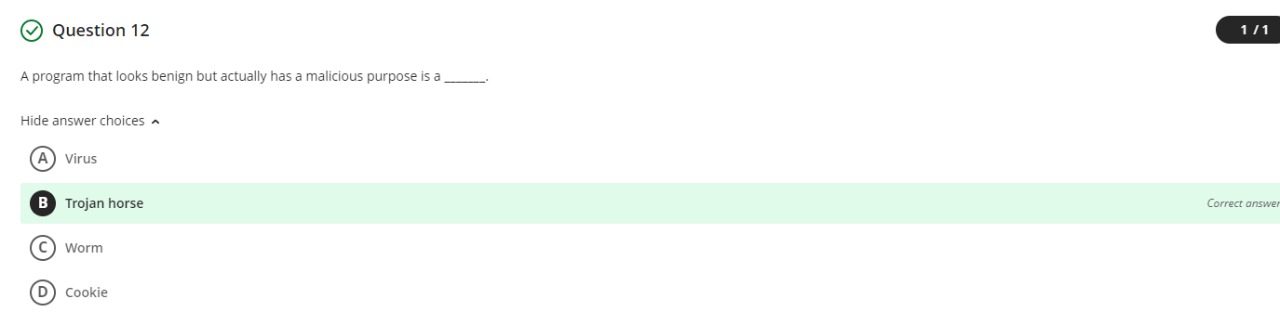 Question 12
1 / 1
A program that looks benign but actually has a malicious purpose is a _______.
Hide answer choices
A Virus
B Trojan horse
Correct answer
C Worm
D Cookie